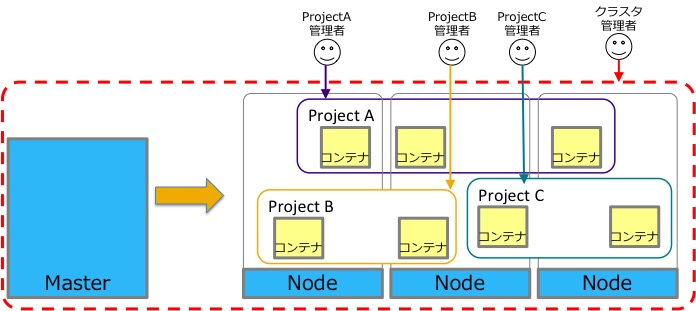 ProjectA
管理者
ProjectB
管理者
ProjectC
管理者
クラスタ
管理者
Project A
コンテナ
コンテナ
コンテナ
Project B
コンテナ
コンテナ
Project C
コンテナ
コンテナ
Master
Node
Node
Node